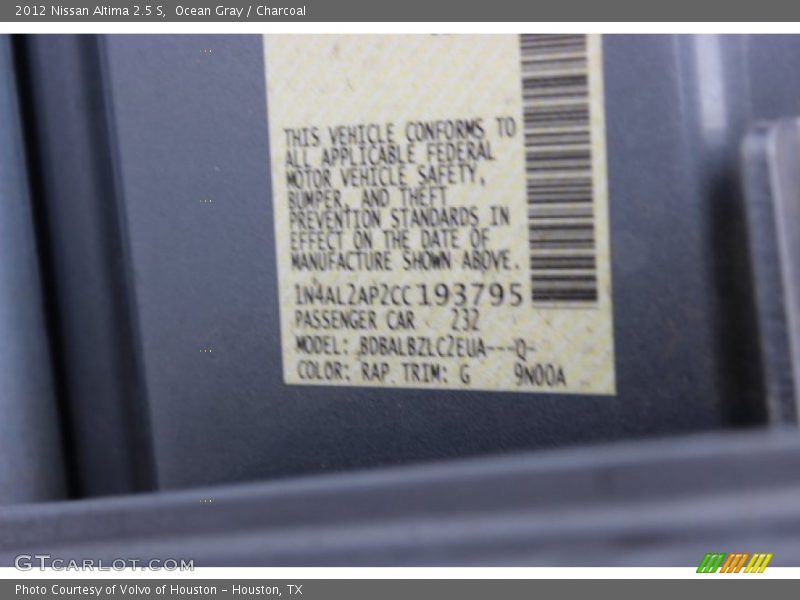 2012 Nissan Altima 2.5 S, Ocean Gray / Charcoal
THIS VEHICLE CONFORMS TO
ALL APPLICABLE FEDERAL
MOTOR VEHICLE SAFETY,
BUMPER, AND THEFT
PREVENTION STANDARDS IN
EFFECT ON THE DATE OF
MANUFACTURE SHOWN ABOVE.
1N4AL2AP2CC193795
PASSENGER CAR 232
MODEL: BDBALBZLC2EUA---Q-
COLOR: RAP TRIM: G 9N00A
GTCARLOT.COM
Photo Courtesy of Volvo of Houston - Houston, TX